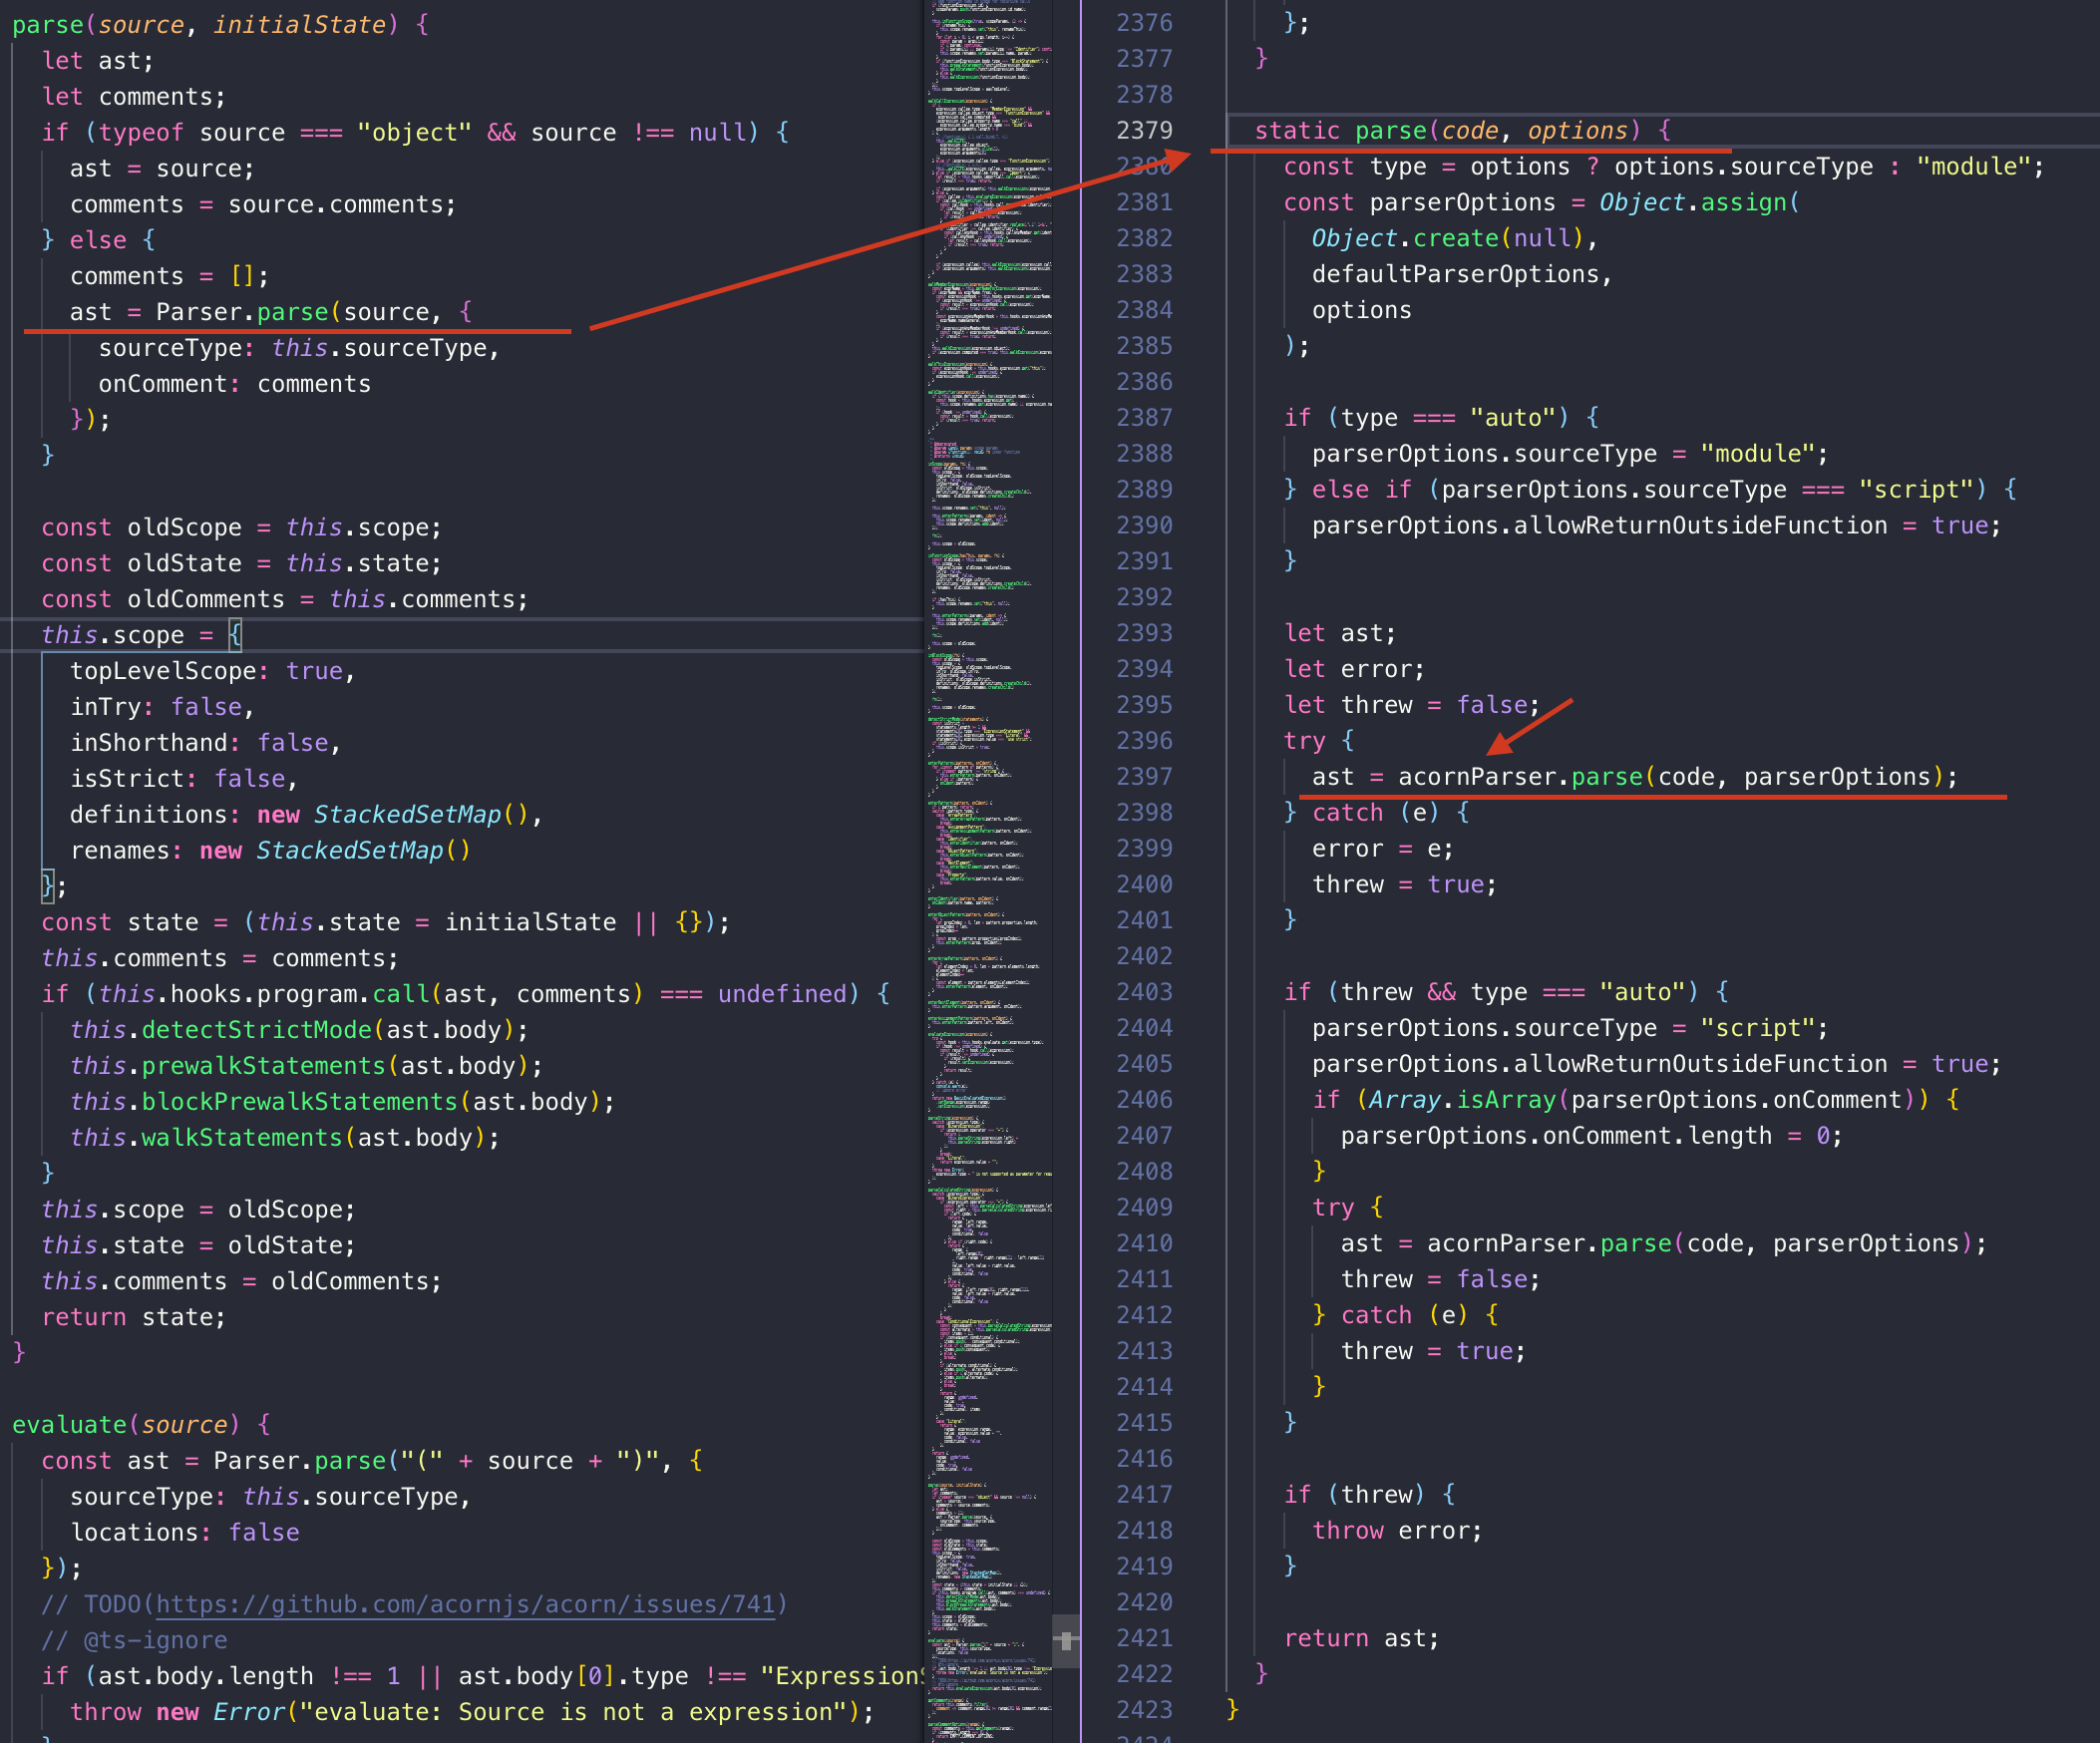 parse(source, initialState) {
let ast;
let comments;
if (typeof source === "object" && source !== null) {
ast = source;
comments = source.comments;
} else {
comments = [];
ast = Parser.parse(source, {
sourceType: this.sourceType,
onComment: comments
});
}
const oldScope = this.scope;
const oldState = this.state;
const oldComments = this.comments;
this.scope = {
topLevelScope: true,
inTry: false,
inShorthand: false,
isStrict: false,
definitions: new StackedSetMap(),
renames: new StackedSetMap()
};
const state = (this.state = initialState || {});
this.comments = comments;
if (this.hooks.program.call(ast, comments) === undefined) {
this.detectStrictMode(ast.body);
this.prewalkStatements(ast.body);
this.blockPrewalkStatements(ast.body);
this.walkStatements(ast.body);
}
this.scope = oldScope;
this.state = oldState;
this.comments = oldComments;
return state;
}
evaluate(source) {
const ast = Parser.parse("(" + source + ")", {
sourceType: this.sourceType,
locations: false
});
// TODO(https://github.com/acornjs/acorn/issues/741)
// @ts-ignore
if (ast.body.length !== 1 || ast.body[0].type !== "Expression
throw new Error("evaluate: Source is not a expression");
2376 };
2377 }
2378
2379 static parse(code, options) {
2380 const type = options ? options.sourceType : "module";
2381 const parserOptions = Object.assign(
2382 Object.create(null),
2383 defaultParserOptions,
2384 options
2385 );
2386
2387 if (type === "auto") {
2388 parserOptions.sourceType = "module";
2389 } else if (parserOptions.sourceType === "script") {
2390 parserOptions.allowReturnOutsideFunction = true;
2391 }
2392
2393 let ast;
2394 let error;
2395 let threw = false;
2396 try {
2397 ast = acornParser.parse(code, parserOptions);
2398 } catch (e) {
2399 error = e;
2400 threw = true;
2401 }
2402
2403 if (threw && type === "auto") {
2404 parserOptions.sourceType = "script";
2405 parserOptions.allowReturnOutsideFunction = true;
2406 if (Array.isArray(parserOptions.onComment)) {
2407 parserOptions.onComment.length = 0;
2408 }
2409 try {
2410 ast = acornParser.parse(code, parserOptions);
2411 threw = false;
2412 } catch (e) {
2413 threw = true;
2414 }
2415 }
2416
2417 if (threw) {
2418 throw error;
2419 }
2420
2421 return ast;
2422 }
2423 }